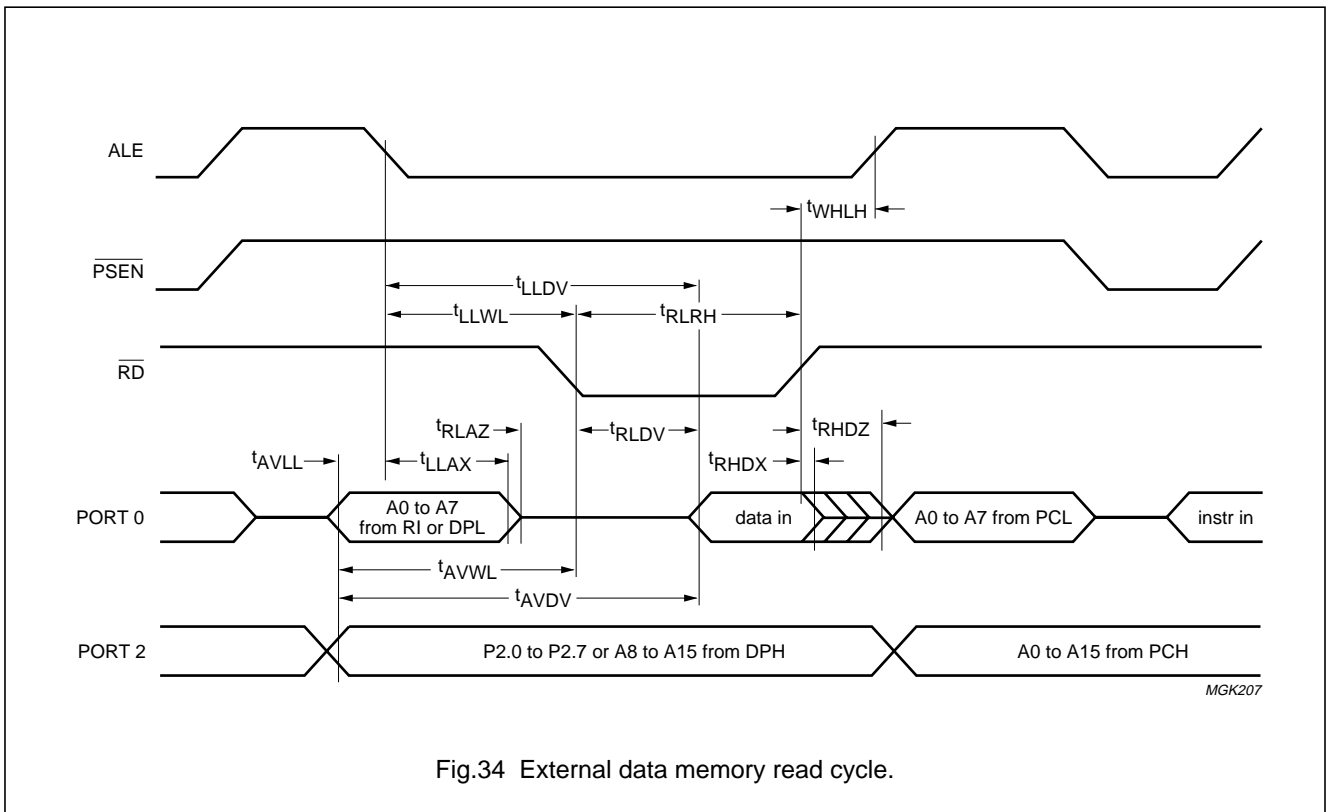 ALE
tWHLH
PSEN
tLLDV
tLLWL
tRLRH
RD
tRLAZ
tRLDV
tRHDZ
tAVLL
tLLAX
tRHDX
PORT 0
A0 to A7
from RI or DPL
data in
A0 to A7 from PCL
instr in
tAVWL
tAVDV
PORT 2
P2.0 to P2.7 or A8 to A15 from DPH
A0 to A15 from PCH
MGK207
Fig.34 External data memory read cycle.